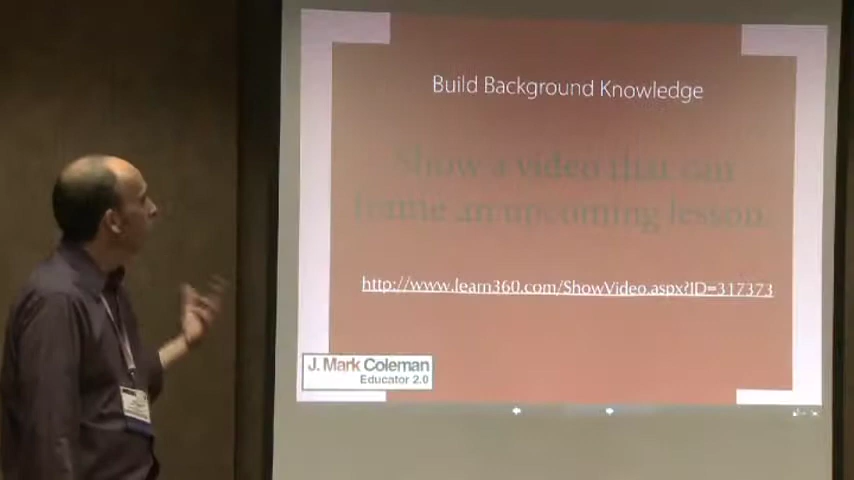 Build Background Knowledge
Show a video that can
frame an upcoming lesson.
http://www.learn360.com/ShowVideo.aspx?ID=317373
J. Mark Coleman
Educator 2.0